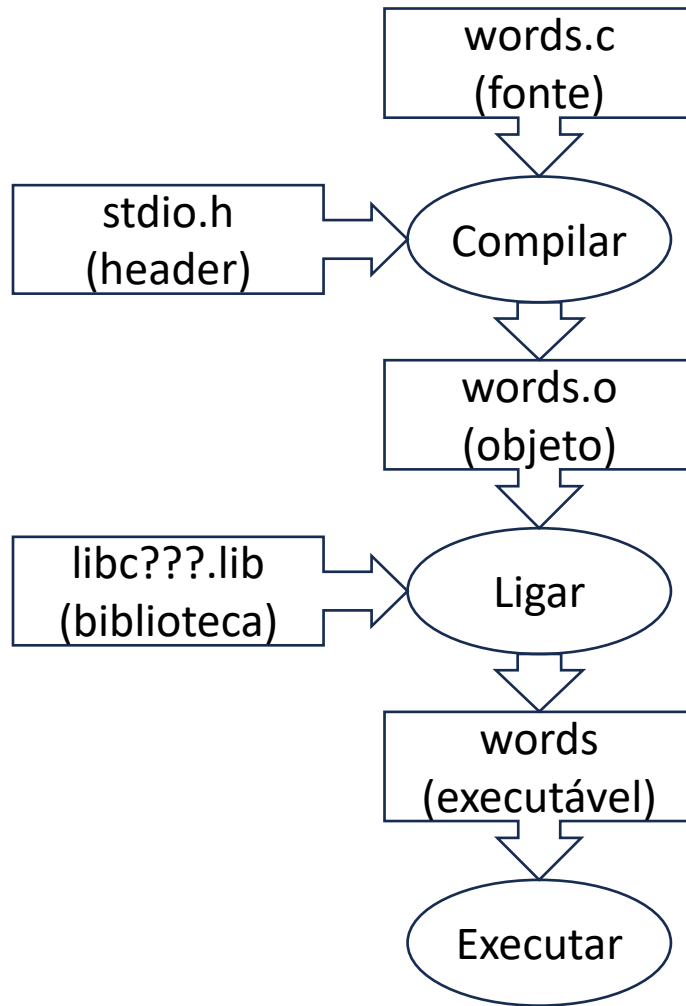 words.c
(fonte)
stdio.h
(header)
Compilar
words.o
(objeto)
libc???.lib
(biblioteca)
Ligar
words
(executável)
Executar